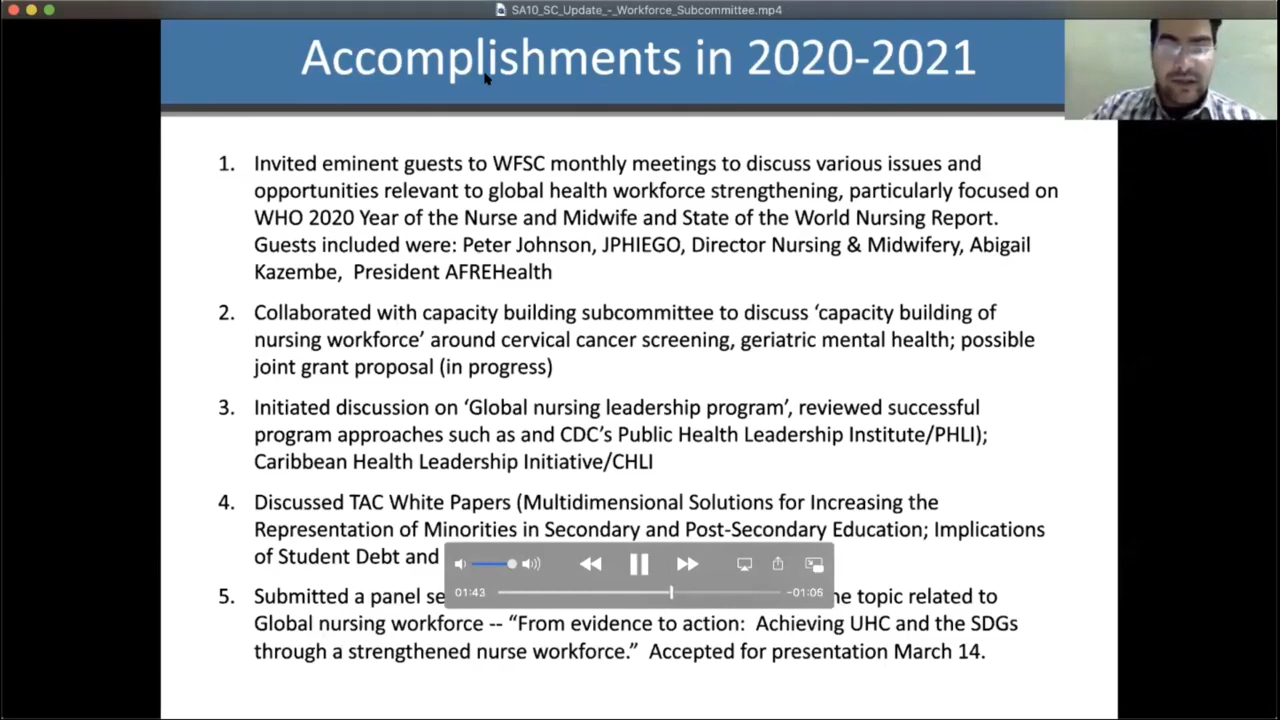 SA10_SC_Update_-_Workforce_Subcommittee.mp4
Accomplishments in 2020-2021
1. Invited eminent guests to WFSC monthly meetings to discuss various issues and
opportunities relevant to global health workforce strengthening, particularly focused on
WHO 2020 Year of the Nurse and Midwife and State of the World Nursing Report.
Guests included were: Peter Johnson, JPHIEGO, Director Nursing & Midwifery, Abigail
Kazembe, President AFREHealth
2. Collaborated with capacity building subcommittee to discuss ‘capacity building of
nursing workforce’ around cervical cancer screening, geriatric mental health; possible
joint grant proposal (in progress)
3. Initiated discussion on ‘Global nursing leadership program’, reviewed successful
program approaches such as and CDC’s Public Health Leadership Institute/PHLI);
Caribbean Health Leadership Initiative/CHLI
4. Discussed TAC White Papers (Multidimensional Solutions for Increasing the
Representation of Minorities in Secondary and Post-Secondary Education; Implications
of Student Debt and
5. Submitted a panel topic related to
Global nursing workforce -- “From evidence to action: Achieving UHC and the SDGs
through a strengthened nurse workforce.” Accepted for presentation March 14.
01:43
-01:06